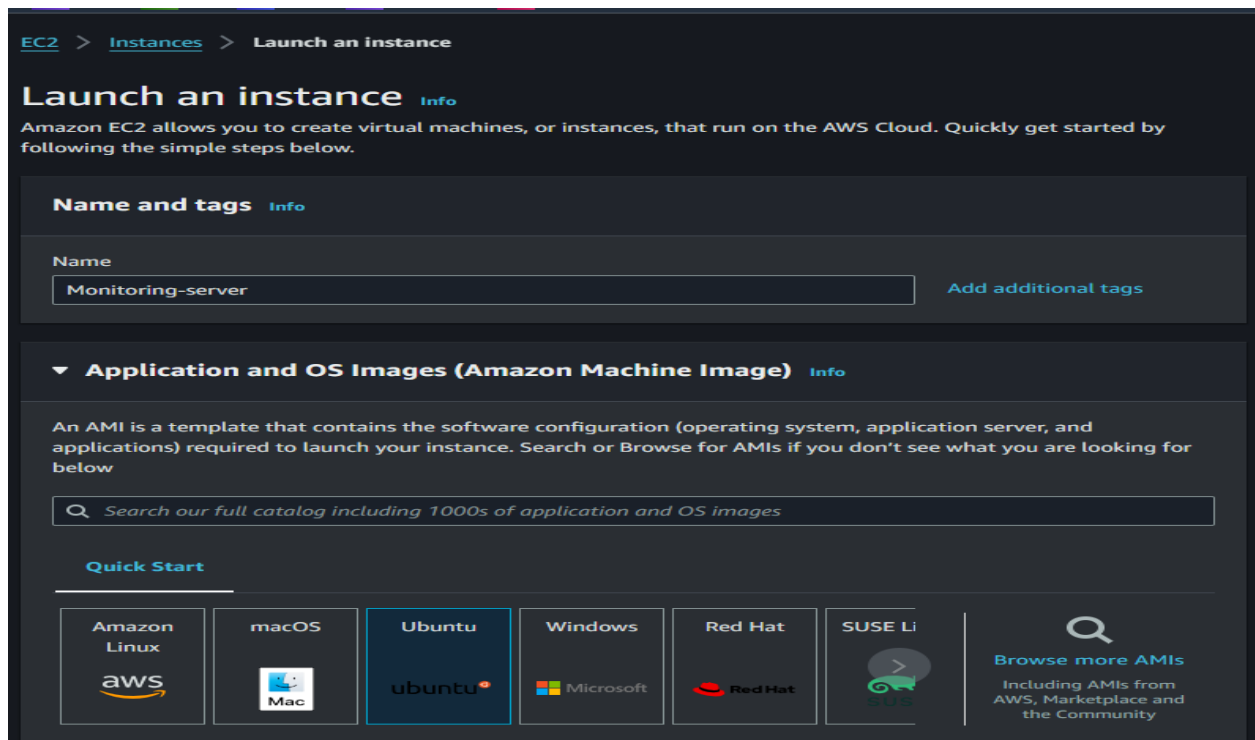 EC2 > Instances > Launch an instance
Launch an instance Info
Amazon EC2 allows you to create virtual machines, or instances, that run on the AWS Cloud. Quickly get started by
following the simple steps below.
Name and tags Info
Name
Monitoring-server
Add additional tags
Application and OS Images (Amazon Machine Image) Info
An AMI is a template that contains the software configuration (operating system, application server, and
applications) required to launch your instance. Search or Browse for AMIs if you don't see what you are looking for
below
Search our full catalog including 1000s of application and OS images
Quick Start
Amazon
Linux
aws
macOS
Mac
Ubuntu
ubuntu
Windows
Microsoft
Red Hat
Red Hat
SUSE Li
SUS
Browse more AMIs
Including AMIs from
AWS, Marketplace and
the Community